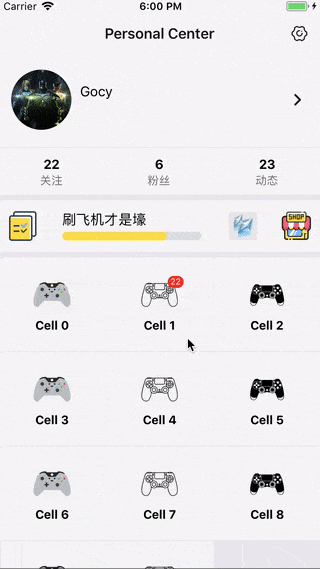 Carrier 6:00 PM
Personal Center
Gocy
22 6 23
关注 粉丝 动态
刷飞机才是壕
SHOP
22
Cell 0 Cell 1 Cell 2
Cell 3 Cell 4 Cell 5
Cell 6 Cell 7 Cell 8